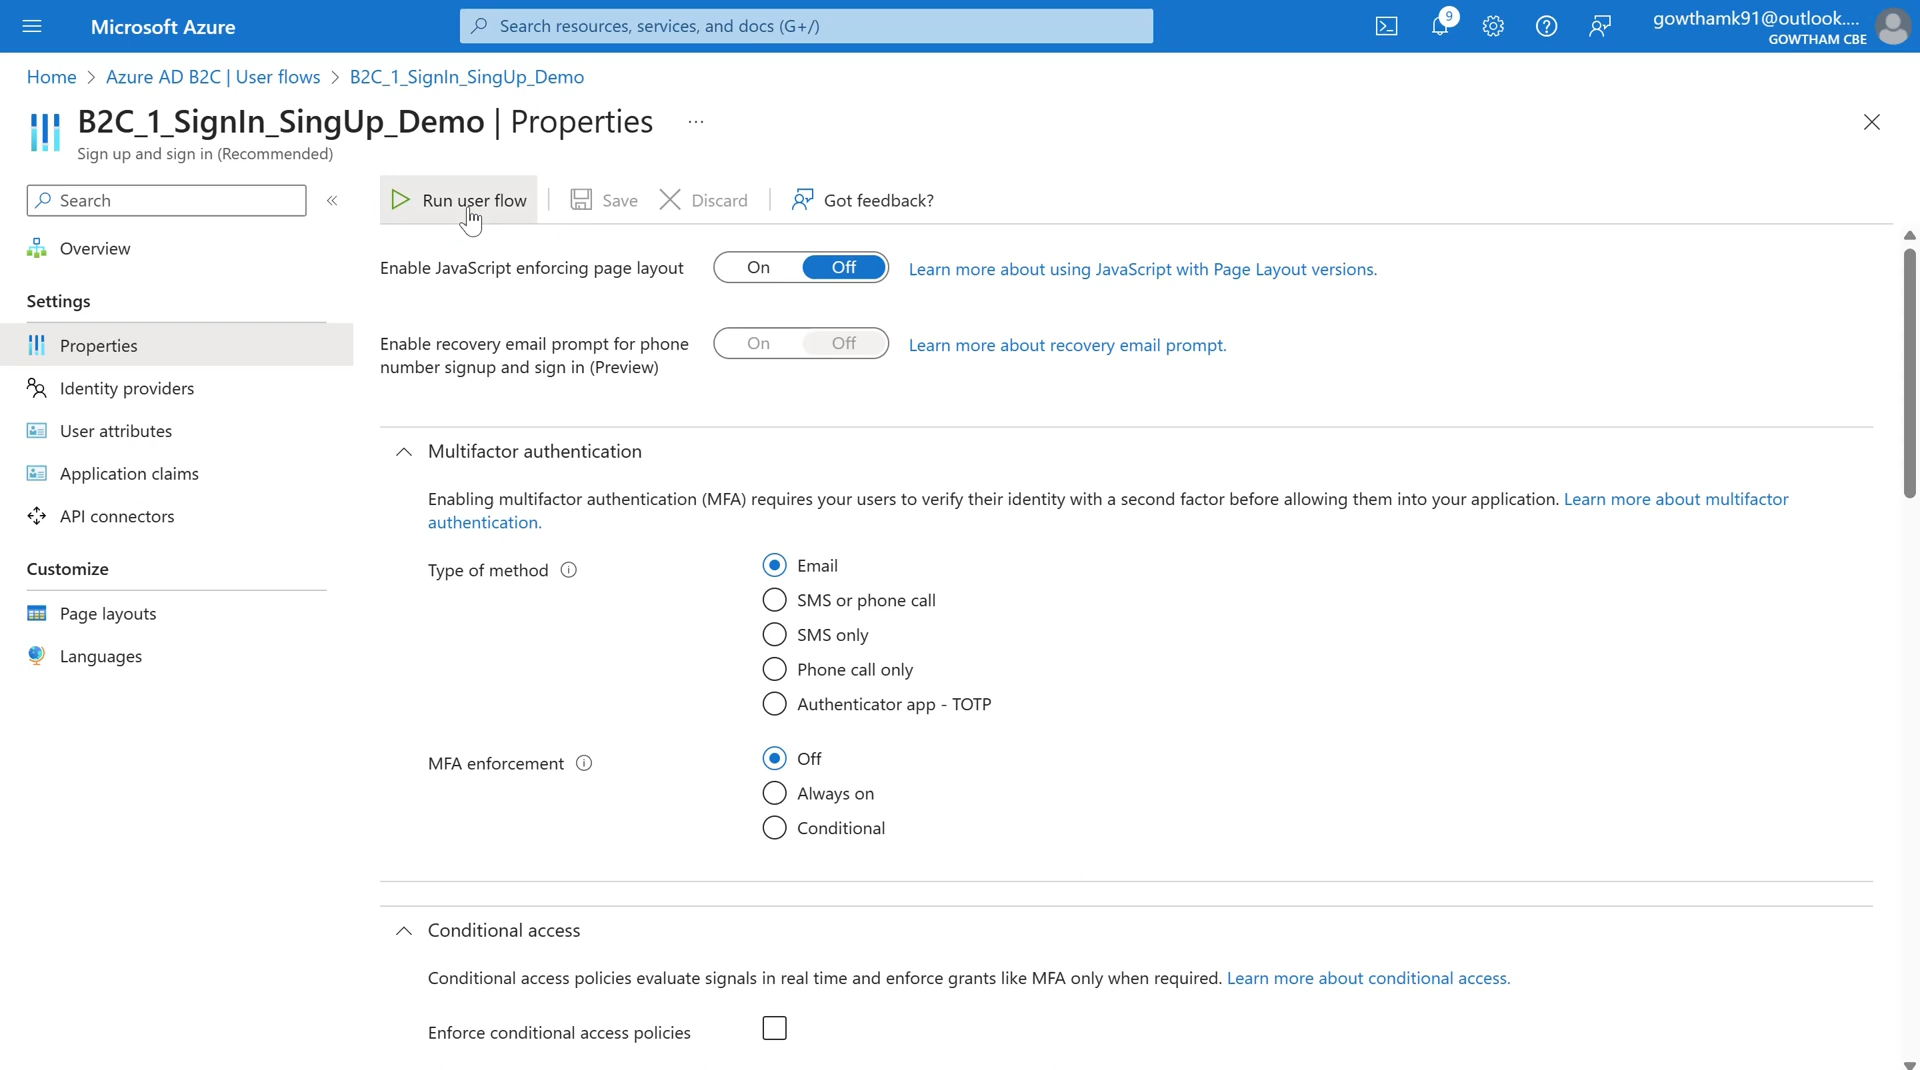 Microsoft Azure
Search resources, services, and docs (G+/)
9
gowthamk91@outlook....
GOWTHAM CBE
Home > Azure AD B2C | User flows > B2C_1_SignIn_SingUp_Demo
B2C_1_SignIn_SingUp_Demo | Properties ...
Sign up and sign in (Recommended)
Search
«
Overview
Settings
Properties
Identity providers
User attributes
Application claims
API connectors
Customize
Page layouts
Languages
Run user flow
Save
Discard
Got feedback?
Enable JavaScript enforcing page layout
On Off
Learn more about using JavaScript with Page Layout versions.
Enable recovery email prompt for phone
number signup and sign in (Preview)
On Off
Learn more about recovery email prompt.
Multifactor authentication
Enabling multifactor authentication (MFA) requires your users to verify their identity with a second factor before allowing them into your application. Learn more about multifactor
authentication.
Type of method
Email
SMS or phone call
SMS only
Phone call only
Authenticator app - TOTP
MFA enforcement
Off
Always on
Conditional
Conditional access
Conditional access policies evaluate signals in real time and enforce grants like MFA only when required. Learn more about conditional access.
Enforce conditional access policies